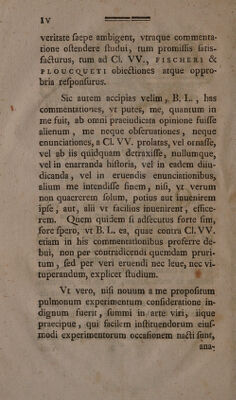 IV
veritate ſaepe ambigent, vtraque commenta-
tione oſtendere ſtudui, tum promiſſis ſatis-
facturus, tum ad Cl. VV., FISCHERI &
PLOUCQUETI obiectiones atque oppro-
bria reſponſurus.
Sic autem accipias velim, B. L., has
commentationes, vt putes, me, quantum in
me fuit, ab omni praeiudicata opinione fuiſſe
alienum, me neque obſeruationes, neque
enunciationes, a Cl. VV. prolatas, vel ornaſſe,
vel ab iis quidquam detraxiſſe, nullumque,
vel in enarranda hiſtoria, vel in eadem diiu-
dicanda, vel in eruendis enunciationibus,
alium me intendiſſe finem, niſi, vt verum
non quaererem ſolum, potius aut inuenirem
ipſe, aut, alii vt facilius inuenirent, effice-
rem. Quem quidem ſi adſecutus forte ſim,
fore ſpero, vt B. L. ea, quae contra Cl. VV.
etiam in his commentationibus proferre de-
bui, non per contradicendi quemdam pruri-
tum, ſed per veri eruendi nec leue, nec vi-
tuperandum, explicet ſtudium.
Vt vero, niſi nouum a me propoſitum
pulmonum experimentum conſideratione in-
dignum fuerit, ſummi in arte viri, iique
praecipue, qui facilem inſtituendorum eiuſ-
modi experimentorum occaſionem nacti ſunt,
ana-